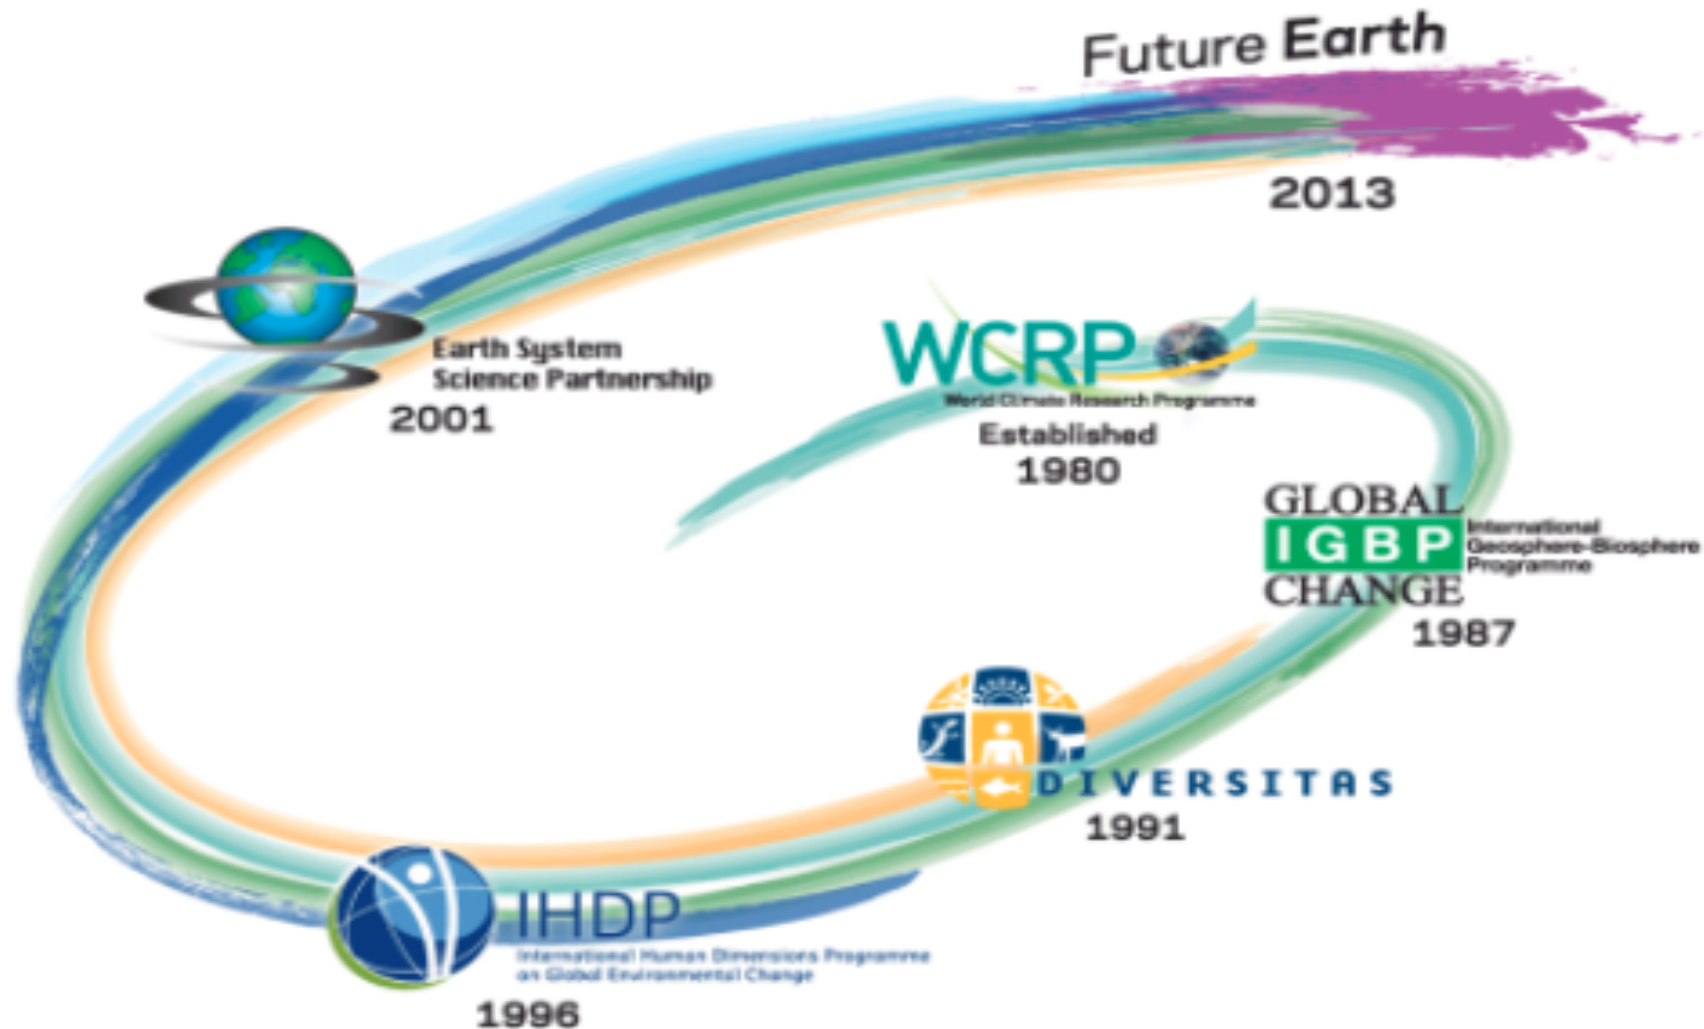 Future Earth
2013
Earth System
Science Partnership
2001
WCRP
World Climate Research Programme
Established
1980
GLOBAL
IGBP
CHANGE
International
Geosphere-Biosphere
Programme
1987
DIVERSITAS
1991
IHDP
International Human Dimensions Programme
on Global Environmental Change
1996